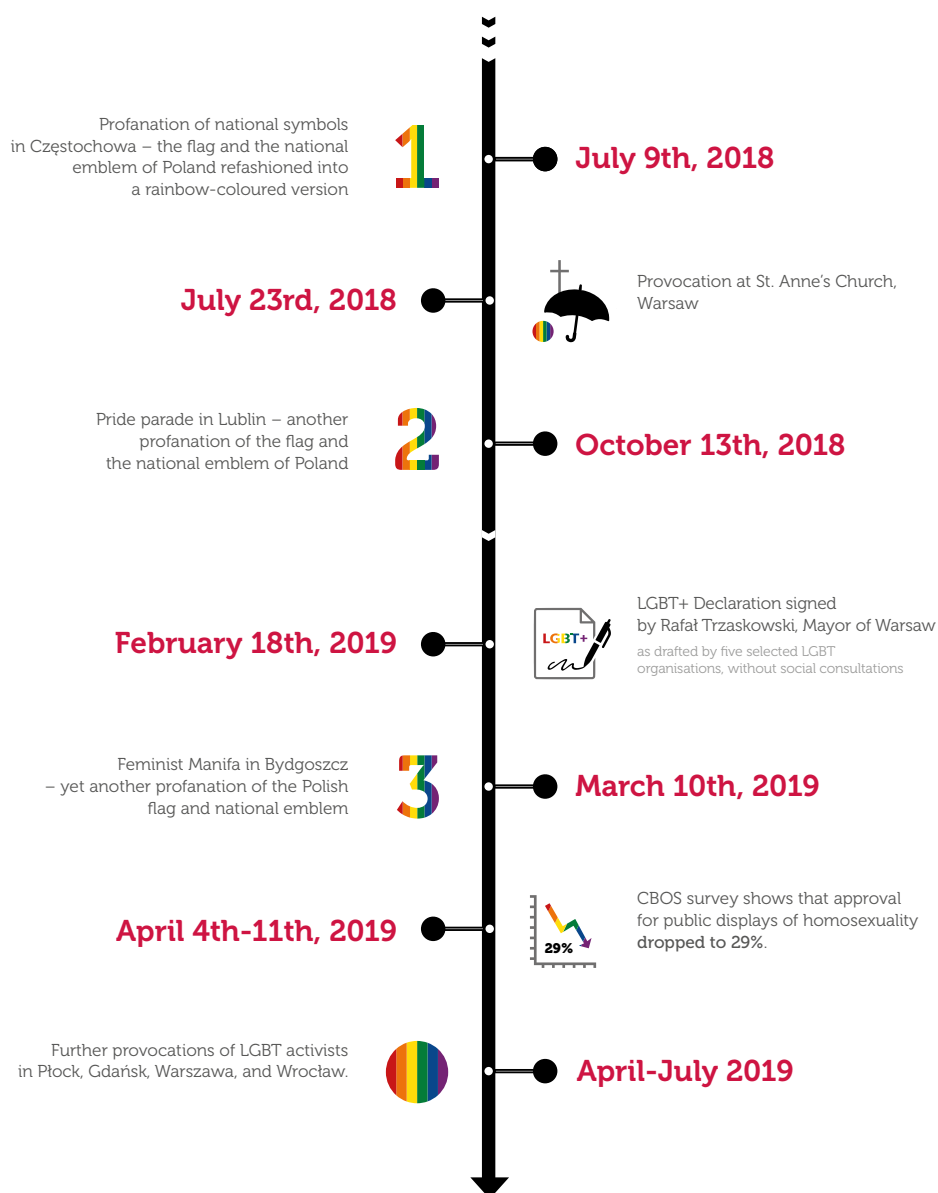 Profanation of national symbols
in Częstochowa – the flag and the national
emblem of Poland refashioned into
a rainbow-coloured version
1
July 9th, 2018
July 23rd, 2018
Provocation at St. Anne's Church,
Warsaw
Pride parade in Lublin – another
profanation of the flag and
the national emblem of Poland
2
October 13th, 2018
February 18th, 2019
LGBT+
LGBT+ Declaration signed
by Rafał Trzaskowski, Mayor of Warsaw
as drafted by five selected LGBT
organisations, without social consultations
Feminist Manifa in Bydgoszcz
– yet another profanation of the Polish
flag and national emblem
3
March 10th, 2019
April 4th-11th, 2019
29%
CBOS survey shows that approval
for public displays of homosexuality
dropped to 29%.
Further provocations of LGBT activists
in Płock, Gdańsk, Warszawa, and Wrocław.
April-July 2019